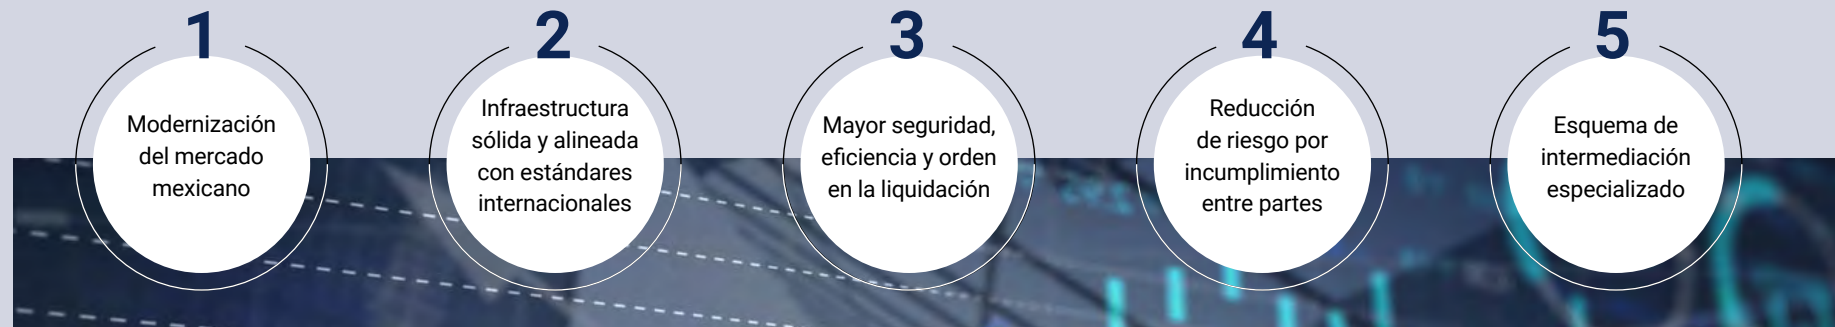 1
Modernización
del mercado
mexicano
2
Infraestructura
sólida y alineada
con estándares
internacionales
3
Mayor seguridad,
eficiencia y orden
en la liquidación
4
Reducción
de riesgo por
incumplimiento
entre partes
5
Esquema de
intermediación
especializado